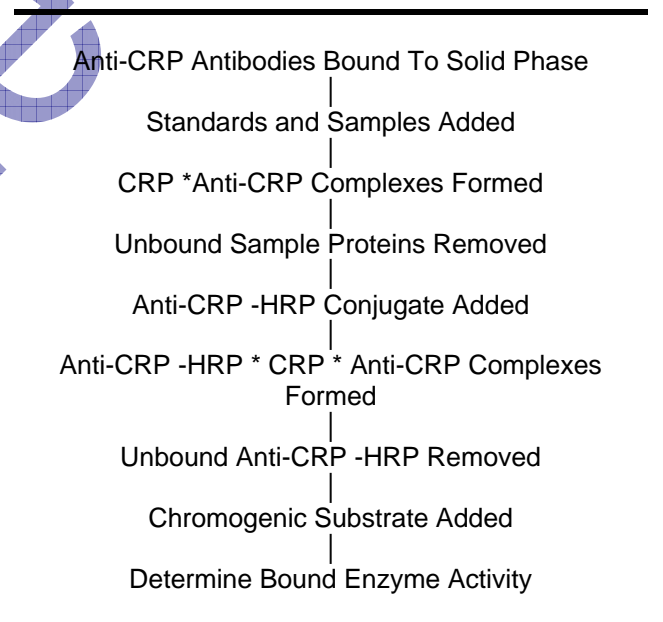 Anti-CRP Antibodies Bound To Solid Phase
Standards and Samples Added
CRP *Anti-CRP Complexes Formed
Unbound Sample Proteins Removed
Anti-CRP -HRP Conjugate Added
Anti-CRP -HRP * CRP * Anti-CRP Complexes
Formed
Unbound Anti-CRP -HRP Removed
Chromogenic Substrate Added
Determine Bound Enzyme Activity